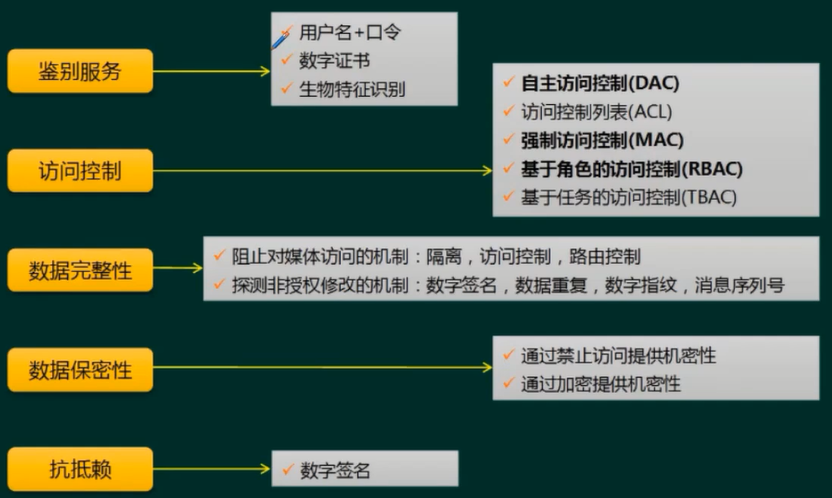 鉴别服务
用户名+口令
数字证书
生物特征识别
访问控制
自主访问控制(DAC)
访问控制列表(ACL)
强制访问控制(MAC)
基于角色的访问控制(RBAC)
基于任务的访问控制(TBAC)
数据完整性
阻止对媒体访问的机制：隔离，访问控制，路由控制
探测非授权修改的机制：数字签名，数据重复，数字指纹，消息序列号
数据保密性
通过禁止访问提供机密性
通过加密提供机密性
抗抵赖
数字签名